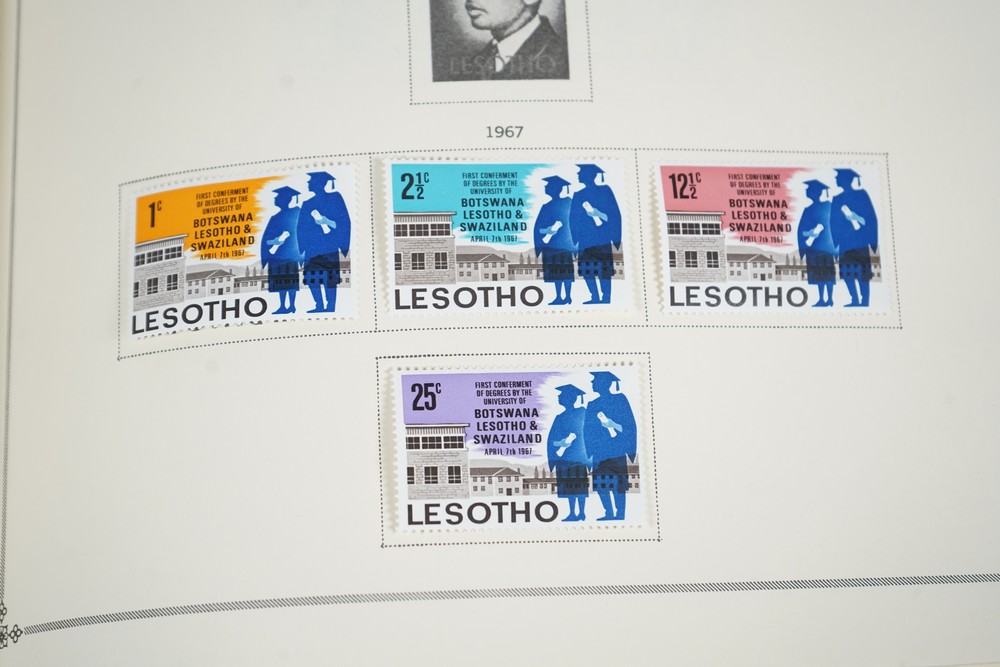 LESOTHO
1967
1c
FIRST CONFERMENT
OF DEGREES BY THE
UNIVERSITY OF
BOTSWANA
LESOTHO &
SWAZILAND
APRIL 7th 1967
LESOTHO
2½c
FIRST CONFERMENT
OF DEGREES BY THE
UNIVERSITY OF
BOTSWANA
LESOTHO &
SWAZILAND
APRIL 7th 1967
LESOTHO
12½c
FIRST CONFERMENT
OF DEGREES BY THE
UNIVERSITY OF
BOTSWANA
LESOTHO &
SWAZILAND
APRIL 7th 1967
LESOTHO
25c
FIRST CONFERMENT
OF DEGREES BY THE
UNIVERSITY OF
BOTSWANA
LESOTHO &
SWAZILAND
APRIL 7th 1967
LESOTHO